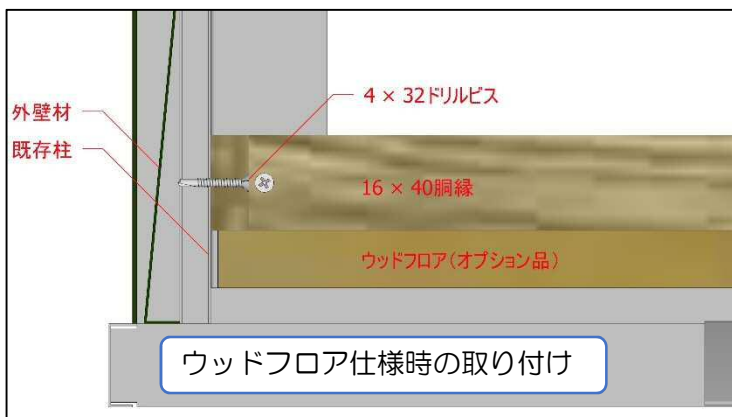 4 × 32ドリルビス
外壁材
既存柱
16 × 40胴縁
ウッドフロア(オプション品)
ウッドフロア仕様時の取り付け